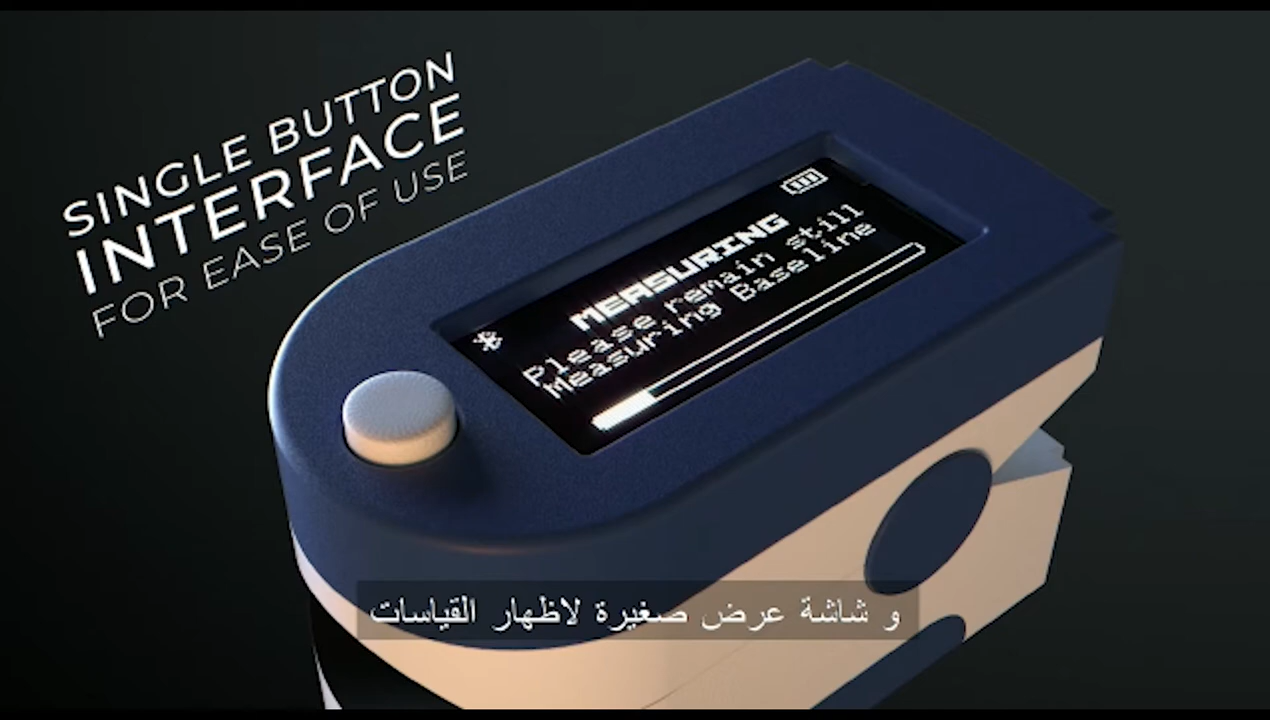 SINGLE BUTTON
INTERFACE
FOR EASE OF USE
MEASURING
Please remain still
Measuring Baseline
و شاشة عرض صغيرة لاظهار القياسات